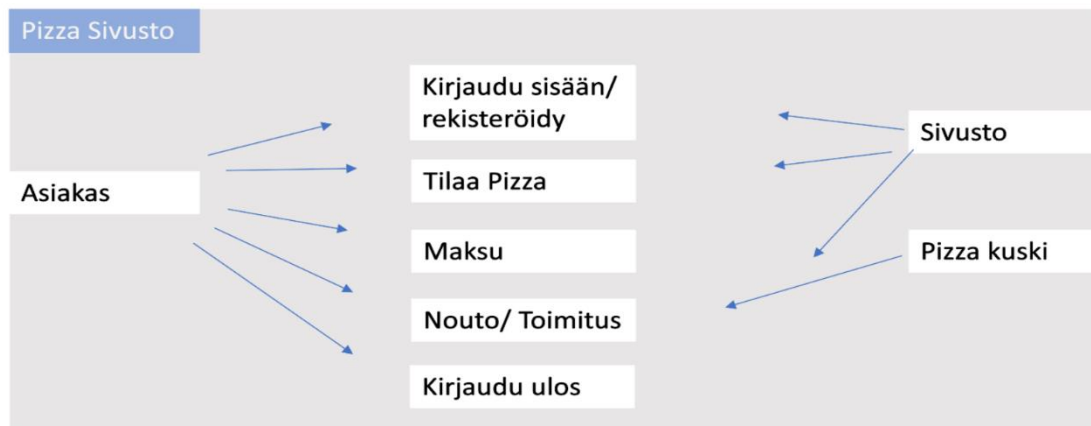 Pizza Sivusto
Kirjaudu sisään/
rekisteröidy
Sivusto
Tilaa Pizza
Asiakas
Maksu
Pizza kuski
Nouto/ Toimitus
Kirjaudu ulos